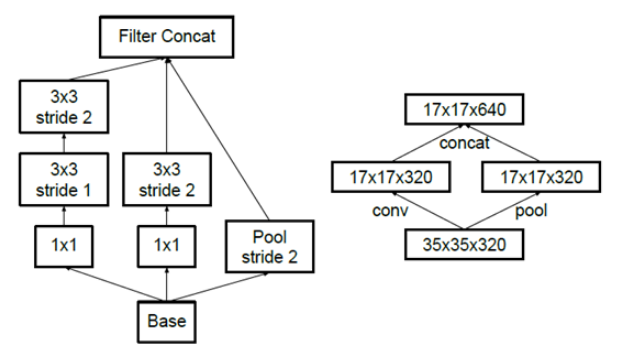 Filter Concat
3x3
stride 2
3x3
stride 1
3x3
stride 2
1x1
1x1
Pool
stride 2
Base
17x17x640
concat
17x17x320
17x17x320
conv
pool
35x35x320